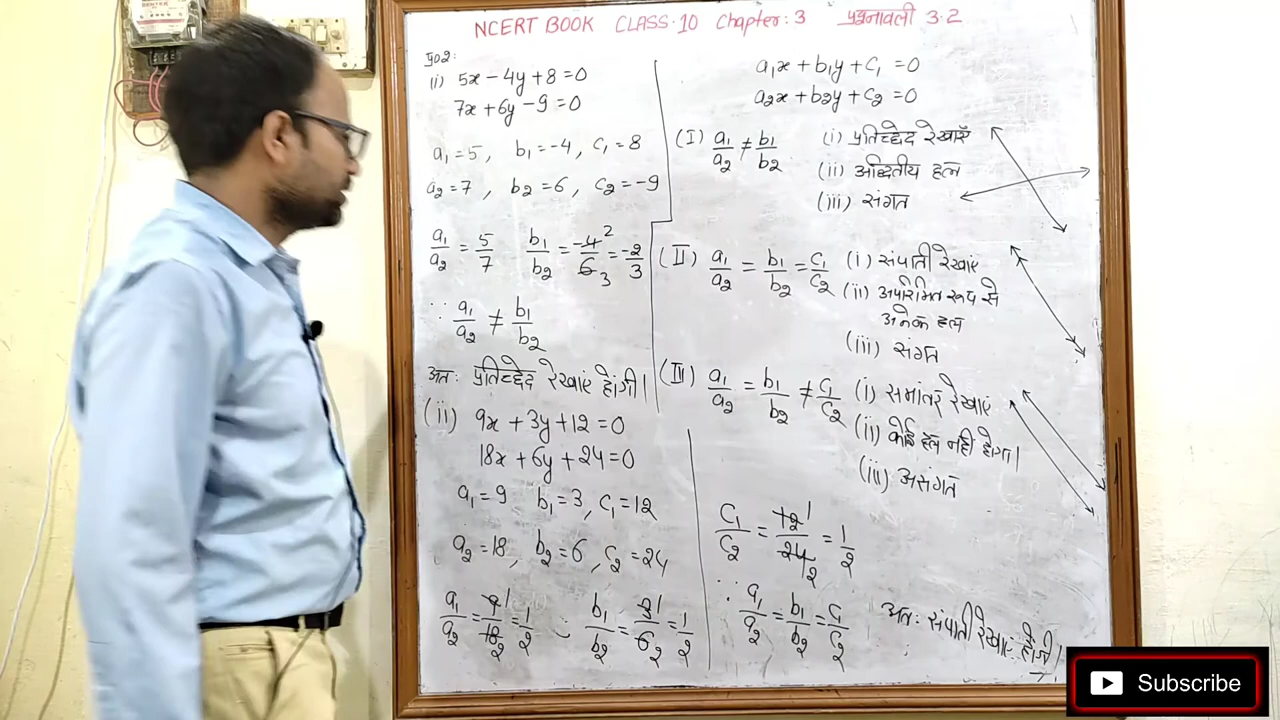 NCERT BOOK CLASS·10 Chapter: 3 प्रश्नावली 3·2
प्र02:
(i) 5x − 4y + 8 = 0
7x + 6y − 9 = 0
a₁ = 5, b₁ = −4, c₁ = 8
a₂ = 7, b₂ = 6, c₂ = −9
a₁/a₂ = 5/7 b₁/b₂ = −4/6 = −2/3
∵ a₁/a₂ ≠ b₁/b₂
अतः प्रतिच्छेद रेखाएं होंगी।
(ii) 9x + 3y + 12 = 0
18x + 6y + 24 = 0
a₁ = 9 b₁ = 3, c₁ = 12
a₂ = 18, b₂ = 6, c₂ = 24
a₁/a₂ = 9/18 = 1/2 b₁/b₂ = 3/6 = 1/2
a₁x + b₁y + c₁ = 0
a₂x + b₂y + c₂ = 0
(I) a₁/a₂ ≠ b₁/b₂ (i) प्रतिच्छेद रेखाएँ
(ii) अद्वितीय हल
(iii) संगत
(II) a₁/a₂ = b₁/b₂ = c₁/c₂ (i) संपाती रेखाएं
(ii) अपरिमित रूप से
अनेक हल
(iii) संगत
(III) a₁/a₂ = b₁/b₂ ≠ c₁/c₂ (i) समांतर रेखाएं
(ii) कोई हल नही होगा।
(iii) असंगत
c₁/c₂ = 12/24 = 1/2
∵ a₁/a₂ = b₁/b₂ = c₁/c₂ अतः संपाती रेखाएं होंगी।
Subscribe